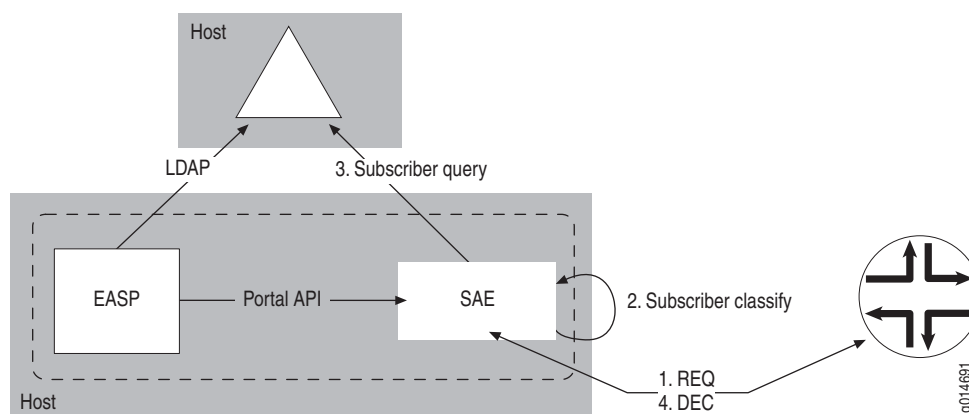 Host
LDAP
3. Subscriber query
EASP
Portal API
SAE
2. Subscriber classify
1. REQ
4. DEC
Host
g014691